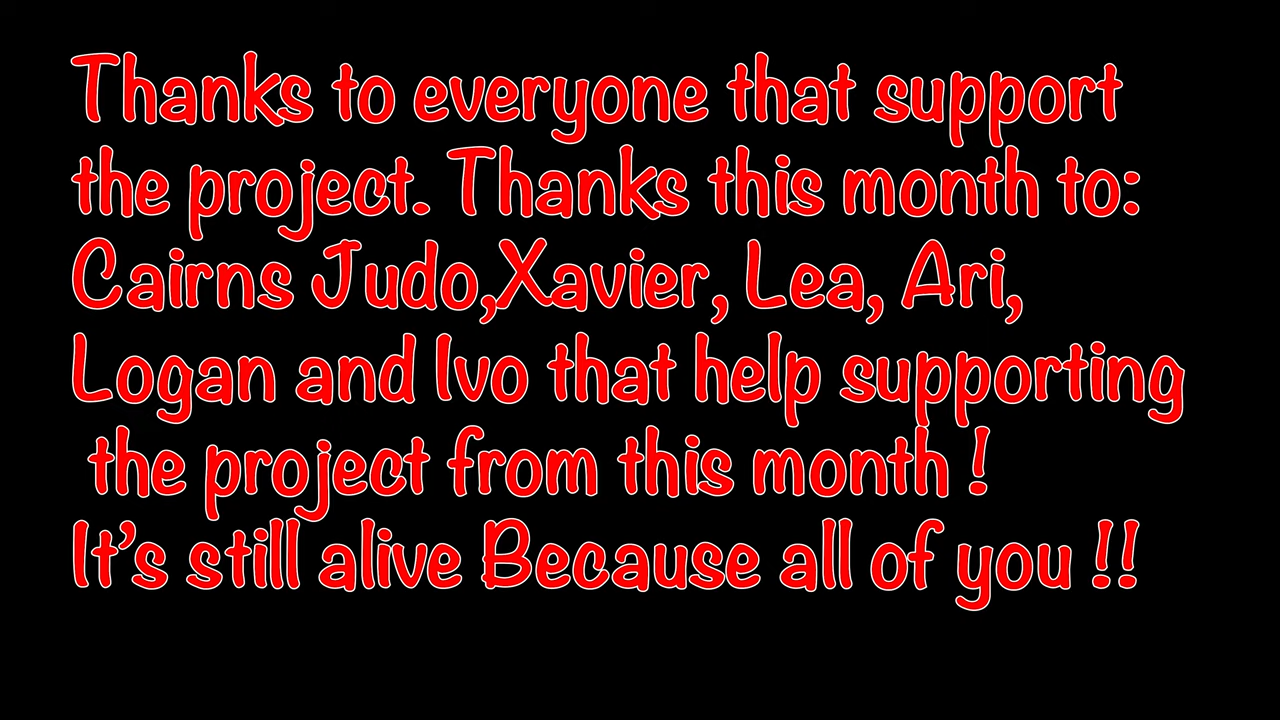 Thanks to everyone that support
the project. Thanks this month to:
Cairns Judo,Xavier, Lea, Ari,
Logan and Ivo that help supporting
the project from this month !
It's still alive Because all of you !!